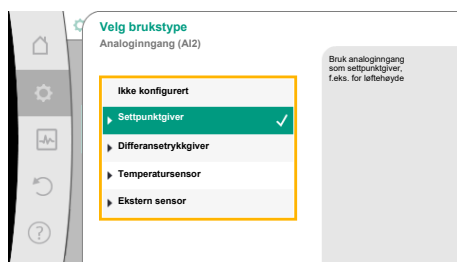 Velg brukstype
Analoginngang (AI2)
Bruk analoginngang
som settpunktgiver,
f.eks. for løftehøyde
Ikke konfigurert
Settpunktgiver
Differansetrykkgiver
Temperatursensor
Ekstern sensor